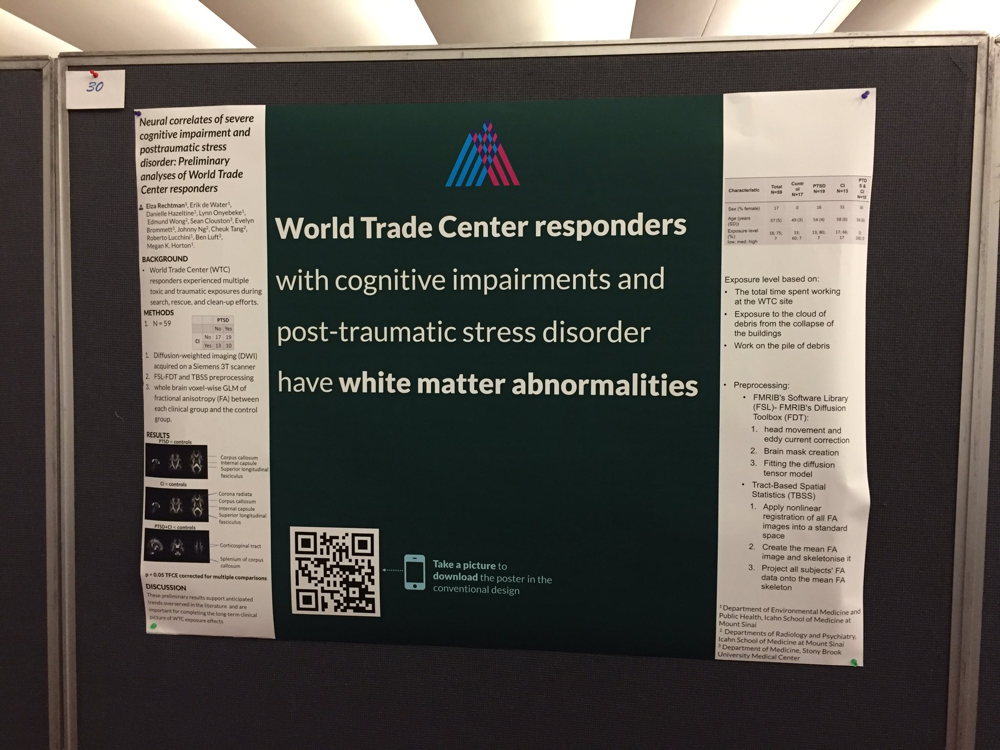 30
Neural correlates of severe
cognitive impairment and
posttraumatic stress
disorder: Preliminary
analyses of World Trade
Center responders
Elza Rechtman¹, Erik de Water¹,
Danielle Hazeltine¹, Lynn Onyebeke¹,
Edmund Wong², Sean Clouston³, Evelyn
Brommett³, Johnny Ng², Cheuk Tang²,
Roberto Lucchini¹, Ben Luft³,
Megan K. Horton¹.
BACKGROUND
• World Trade Center (WTC)
responders experienced multiple
toxic and traumatic exposures during
search, rescue, and clean-up efforts.
METHODS
1. N = 59
PTSD
No Yes
CI No 17 19
Yes 13 10
1. Diffusion-weighted imaging (DWI)
acquired on a Siemens 3T scanner
2. FSL-FDT and TBSS preprocessing
3. whole brain voxel-wise GLM of
fractional anisotropy (FA) between
each clinical group and the control
group.
RESULTS
PTSD < controls
Corpus callosum
Internal capsule
Superior longitudinal
fasciculus
CI < controls
Corona radiata
Corpus callosum
Internal capsule
Superior longitudinal
fasciculus
PTSD+CI < controls
Corticospinal tract
Splenium of corpus
callosum
p < 0.05 TFCE corrected for multiple comparisons
DISCUSSION
These preliminary results support anticipated
trends overserved in the literature and are
important for completing the long-term clinical
picture of WTC exposure effects
World Trade Center responders
with cognitive impairments and
post-traumatic stress disorder
have white matter abnormalities
Take a picture to
download the poster in the
conventional design
Characteristic Total N=59 Contr ol N=17 PTSD N=19 CI N=13 PTD S & CI N=10
Sex (% female) 17 0 16 31 30
Age (years (SD)) 57 (5) 49 (3) 54 (4) 58 (6) 56 (6)
Exposure level (%): low; med; high 18; 75; 7 33; 60; 7 13; 80; 7 17; 66; 17 0; 100; 0
Exposure level based on:
• The total time spent working
at the WTC site
• Exposure to the cloud of
debris from the collapse of
the buildings
• Work on the pile of debris
• Preprocessing:
• FMRIB's Software Library
(FSL)- FMRIB's Diffusion
Toolbox (FDT):
1. head movement and
eddy current correction
2. Brain mask creation
3. Fitting the diffusion
tensor model
• Tract-Based Spatial
Statistics (TBSS)
1. Apply nonlinear
registration of all FA
images into a standard
space
2. Create the mean FA
image and skeletonise it
3. Project all subjects' FA
data onto the mean FA
skeleton
¹ Department of Environmental Medicine and
Public Health, Icahn School of Medicine at
Mount Sinai
² Departments of Radiology and Psychiatry,
Icahn School of Medicine at Mount Sinai
³ Department of Medicine, Stony Brook
University Medical Center